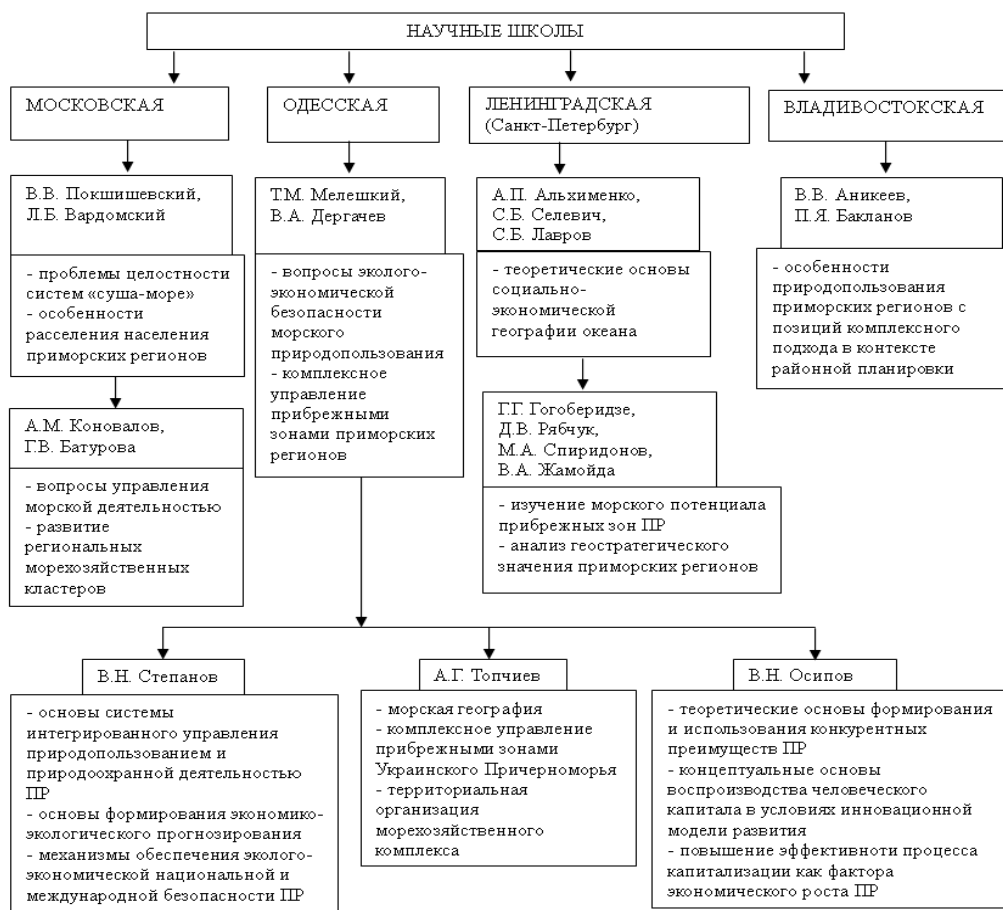 НАУЧНЫЕ ШКОЛЫ
МОСКОВСКАЯ
ОДЕССКАЯ
ЛЕНИНГРАДСКАЯ
(Санкт-Петербург)
ВЛАДИВОСТОКСКАЯ
В.В. Покшишевский,
Л.Б. Вардомский
- проблемы целостности
систем «суша-море»
- особенности
расселения населения
приморских регионов
А.М. Коновалов,
Г.В. Батурова
- вопросы управления
морской деятельностью
- развитие
региональных
морехозяйственных
кластеров
Т.М. Мелешкий,
В.А. Дергачев
- вопросы эколого-
экономической
безопасности
морского
природопользования
- комплексное
управление
прибрежными
зонами приморских
регионов
А.П. Альхименко,
С.Б. Селевич,
С.Б. Лавров
- теоретические основы
социально-
экономической
географии океана
Г.Г. Гогоберидзе,
Д.В. Рябчук,
М.А. Спиридонов,
В.А. Жамойда
- изучение морского потенциала
прибрежных зон ПР
- анализ геостратегического
значения приморских регионов
В.В. Аникеев,
П.Я. Бакланов
- особенности
природопользования
приморских регионов с
позиций комплексного
подхода в контексте
районной планировки
В.Н. Степанов
- основы системы
интегрированного управления
природопользованием и
природоохранной деятельностью
ПР
- основы формирования экономико-
экологического прогнозирования
- механизмы обеспечения эколого-
экономической национальной и
международной безопасности ПР
А.Г. Топчиев
- морская география
- комплексное управление
прибрежными зонами
Украинского Причерноморья
- территориальная
организация
морехозяйственного
комплекса
В.Н. Осипов
- теоретические основы формирования
и использования конкурентных
преимуществ ПР
- концептуальные основы
воспроизводства человеческого
капитала в условиях инновационной
модели развития
- повышение эффективноти процесса
капитализации как фактора
экономического роста ПР